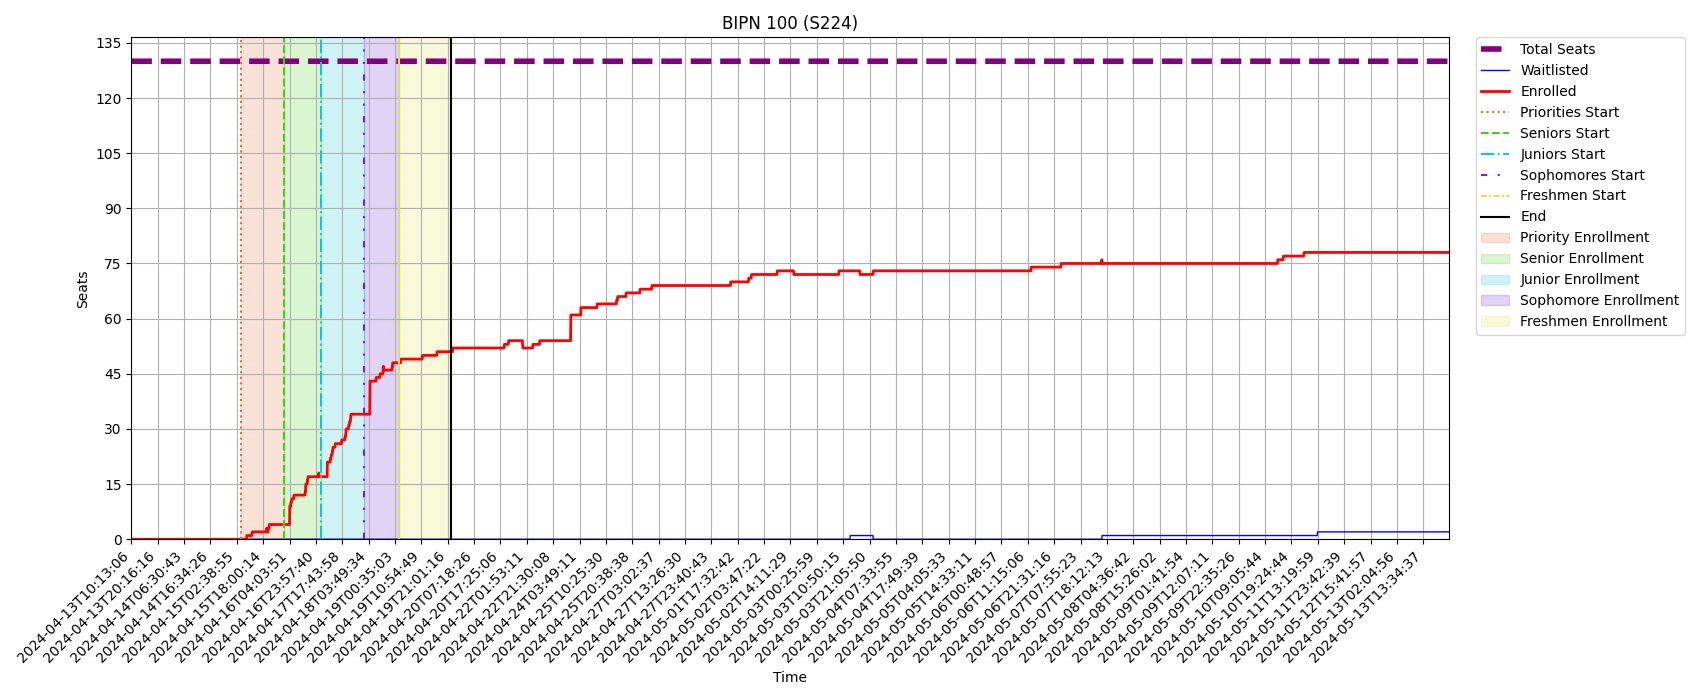 BIPN 100 (S224)
Seats
135
120
105
90
75
60
45
30
15
0
2024-04-13T10:13:06
2024-04-13T20:16:16
2024-04-14T06:30:43
2024-04-14T16:34:26
2024-04-15T02:38:55
2024-04-15T18:00:14
2024-04-16T04:03:51
2024-04-16T23:57:40
2024-04-17T17:43:58
2024-04-18T03:49:34
2024-04-19T00:35:03
2024-04-19T10:54:49
2024-04-19T21:01:16
2024-04-20T07:18:26
2024-04-20T17:25:06
2024-04-22T01:53:11
2024-04-22T21:30:08
2024-04-24T03:49:11
2024-04-25T10:25:30
2024-04-25T20:38:38
2024-04-27T03:02:37
2024-04-27T13:26:30
2024-04-27T23:40:43
2024-05-01T17:32:42
2024-05-02T03:47:22
2024-05-02T14:11:29
2024-05-03T00:25:59
2024-05-03T10:50:15
2024-05-03T21:05:50
2024-05-04T07:33:55
2024-05-04T17:49:39
2024-05-05T04:05:33
2024-05-05T14:33:11
2024-05-06T00:48:57
2024-05-06T11:15:06
2024-05-06T21:31:16
2024-05-07T07:55:23
2024-05-07T18:12:13
2024-05-08T04:36:42
2024-05-08T15:26:02
2024-05-09T01:41:54
2024-05-09T12:07:11
2024-05-09T22:35:26
2024-05-10T09:05:44
2024-05-10T19:24:44
2024-05-11T13:19:59
2024-05-11T23:42:39
2024-05-12T15:41:57
2024-05-13T02:04:56
2024-05-13T13:34:37
Time
Total Seats
Waitlisted
Enrolled
Priorities Start
Seniors Start
Juniors Start
Sophomores Start
Freshmen Start
End
Priority Enrollment
Senior Enrollment
Junior Enrollment
Sophomore Enrollment
Freshmen Enrollment